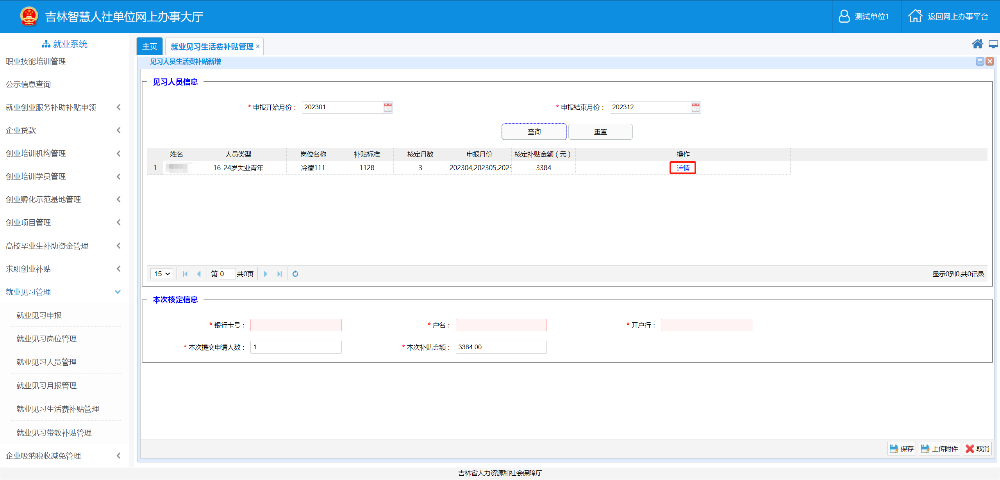 吉林智慧人社单位网上办事大厅
测试单位1
返回网上办事平台
就业系统
职业技能培训管理
公示信息查询
就业创业服务补助补贴申领
企业贷款
创业培训机构管理
创业培训学员管理
创业孵化示范基地管理
创业项目管理
高校毕业生补助资金管理
求职创业补贴
就业见习管理
就业见习申报
就业见习岗位管理
就业见习人员管理
就业见习月报管理
就业见习生活费补贴管理
就业见习带教补贴管理
企业吸纳税收减免管理
主页 就业见习生活费补贴管理 ×
见习人员生活费补贴新增
见习人员信息
* 申报开始月份： 202301 * 申报结束月份： 202312
查询 重置
姓名 人员类型 岗位名称 补贴标准 核定月数 申报月份 核定补贴金额（元） 操作
1 16-24岁失业青年 冷藏111 1128 3 202304,202305,2023 3384 详情
15 第 0 共0页 显示0到0,共0记录
本次核定信息
* 银行卡号： * 户名： * 开户行：
* 本次提交申请人数： 1 * 本次补贴金额： 3384.00
保存 上传附件 取消
吉林省人力资源和社会保障厅